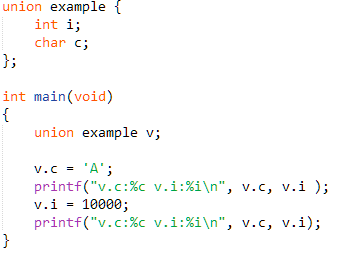 union example {
    int i;
    char c;
};

int main(void)
{
    union example v;

    v.c = 'A';
    printf("v.c:%c v.i:%i\n", v.c, v.i );
    v.i = 10000;
    printf("v.c:%c v.i:%i\n", v.c, v.i);
}